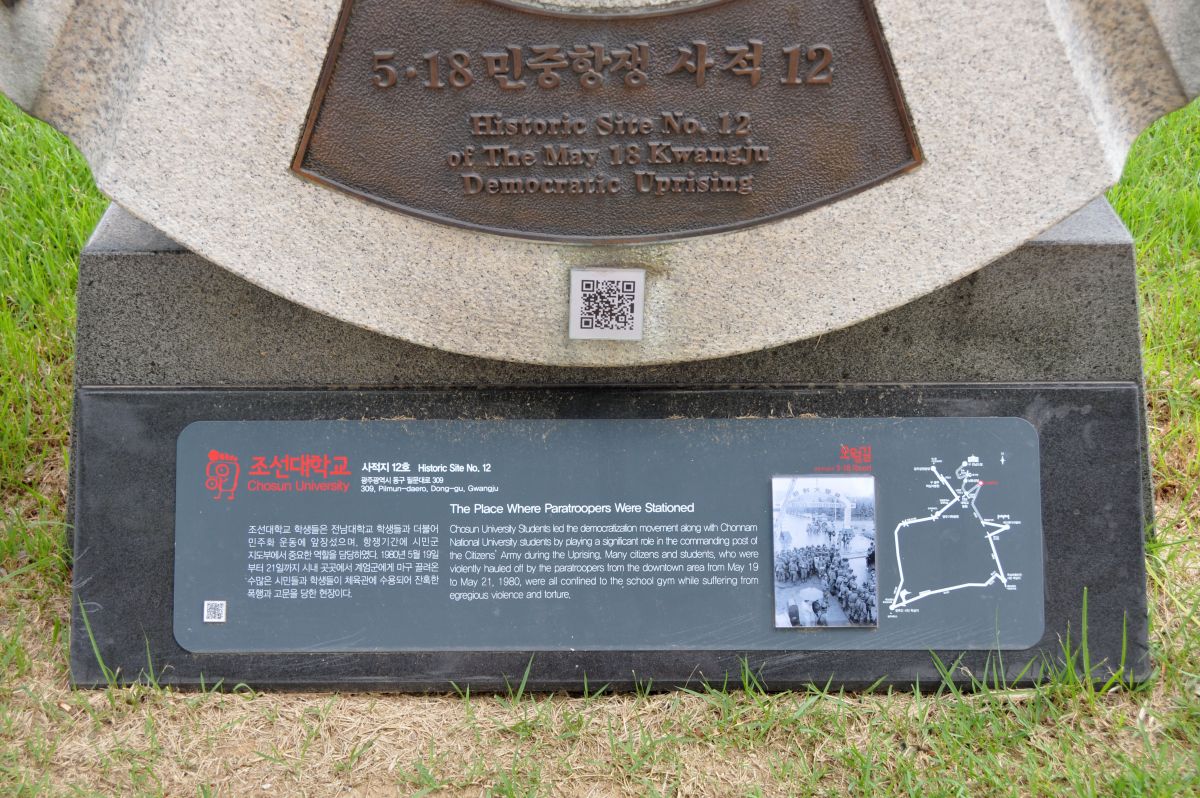 5·18 민중항쟁 사적 12
Historic Site No. 12
of The May 18 Kwangju
Democratic Uprising
조선대학교
Chosun University
사적지 12호 Historic Site No. 12
광주광역시 동구 필문대로 309
309, Pilmun-daero, Dong-gu, Gwangju
The Place Where Paratroopers Were Stationed
조선대학교 학생들은 전남대학교 학생들과 더불어
민주화 운동에 앞장섰으며, 항쟁기간에 시민군
지도부에서 중요한 역할을 담당하였다. 1980년 5월 19일
부터 21일까지 시내 곳곳에서 계엄군에게 마구 끌려온
수많은 시민들과 학생들이 체육관에 수용되어 잔혹한
폭행과 고문을 당한 현장이다.
Chosun University Students led the democratization movement along with Chonnam
National University students by playing a significant role in the commanding post of
the Citizens' Army during the Uprising. Many citizens and students, who were
violently hauled off by the paratroopers from the downtown area from May 19
to May 21, 1980, were all confined to the school gym while suffering from
egregious violence and torture.
오월길
5·18 Road